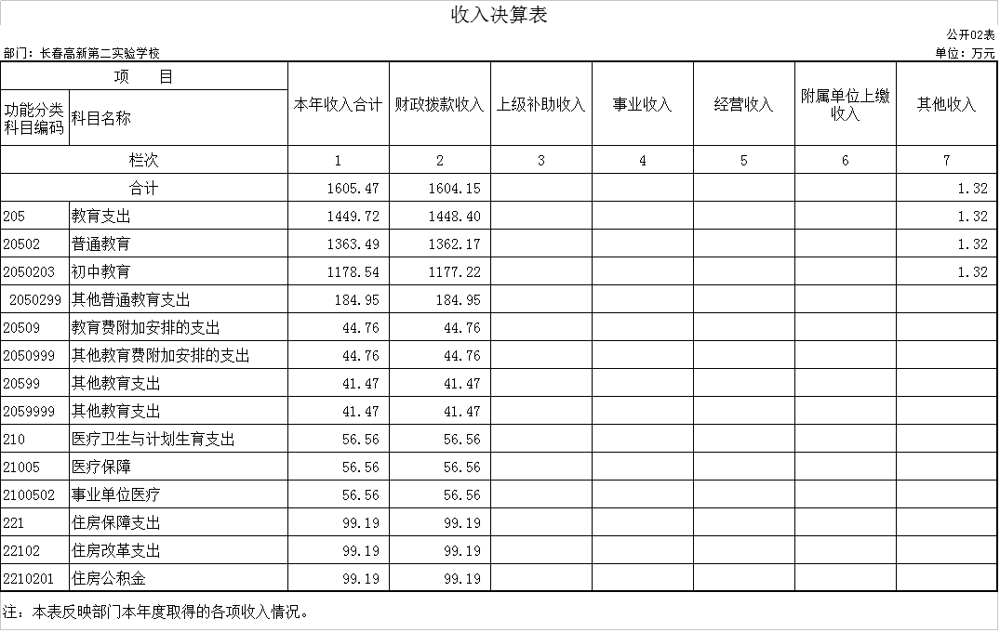 收入决算表
公开02表
部门：长春高新第二实验学校 单位：万元
项 目 本年收入合计 财政拨款收入 上级补助收入 事业收入 经营收入 附属单位上缴收入 其他收入
功能分类科目编码 科目名称
栏次 1 2 3 4 5 6 7
合计 1605.47 1604.15 1.32
205 教育支出 1449.72 1448.40 1.32
20502 普通教育 1363.49 1362.17 1.32
2050203 初中教育 1178.54 1177.22 1.32
2050299 其他普通教育支出 184.95 184.95
20509 教育费附加安排的支出 44.76 44.76
2050999 其他教育费附加安排的支出 44.76 44.76
20599 其他教育支出 41.47 41.47
2059999 其他教育支出 41.47 41.47
210 医疗卫生与计划生育支出 56.56 56.56
21005 医疗保障 56.56 56.56
2100502 事业单位医疗 56.56 56.56
221 住房保障支出 99.19 99.19
22102 住房改革支出 99.19 99.19
2210201 住房公积金 99.19 99.19
注：本表反映部门本年度取得的各项收入情况。